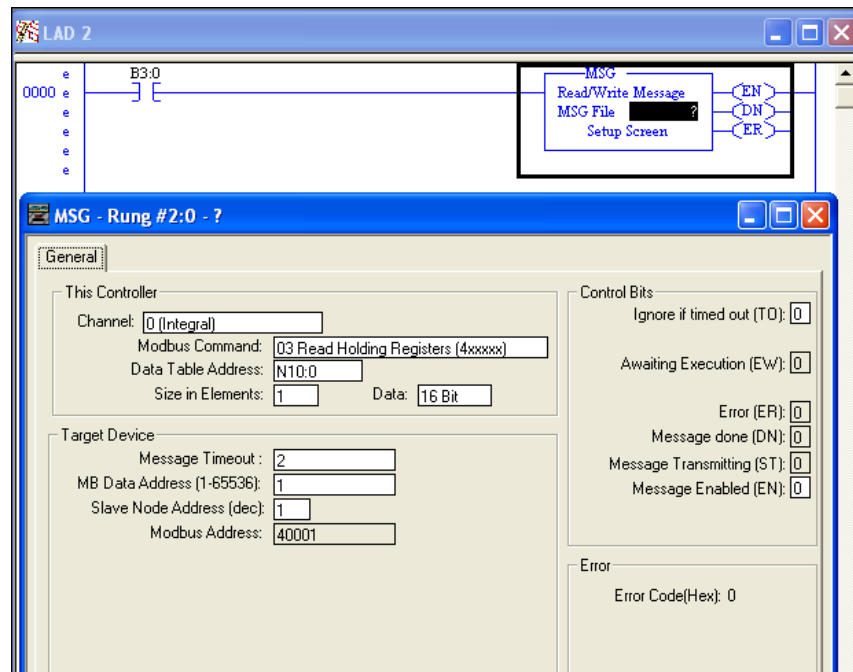 LAD 2
e
0000 e
e
e
e
e
B3:0
MSG
Read/Write Message
MSG File ?
Setup Screen
EN
DN
ER
MSG - Rung #2:0 - ?
General
This Controller
Channel: 0 (Integral)
Modbus Command: 03 Read Holding Registers (4xxxxx)
Data Table Address: N10:0
Size in Elements: 1 Data: 16 Bit
Target Device
Message Timeout : 2
MB Data Address (1-65536): 1
Slave Node Address (dec): 1
Modbus Address: 40001
Control Bits
Ignore if timed out (TO): 0
Awaiting Execution (EW): 0
Error (ER): 0
Message done (DN): 0
Message Transmitting (ST): 0
Message Enabled (EN): 0
Error
Error Code(Hex): 0